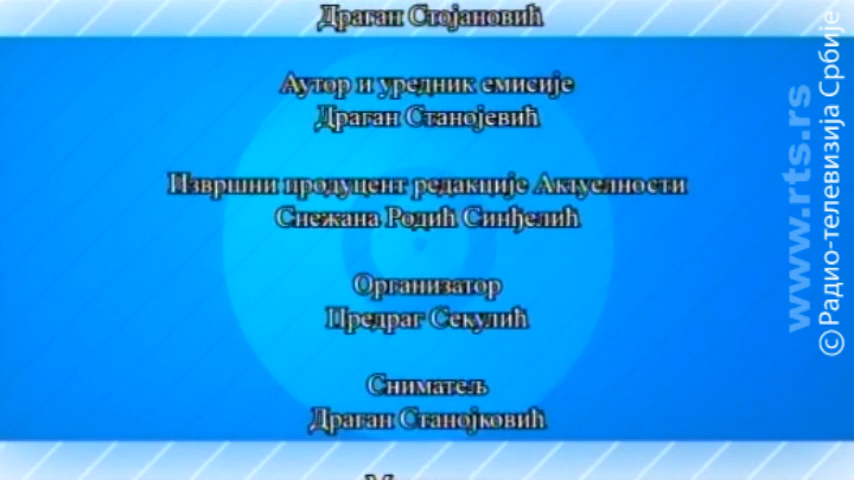 Драган Стојановић
Аутор и уредник емисије
Драган Станојевић
Извршни продуцент редакције Актуелности
Снежана Родић Синђелић
Организатор
Предраг Секулић
Сниматељ
Драган Станојковић
www.rts.rs
©Радио-телевизија Србије